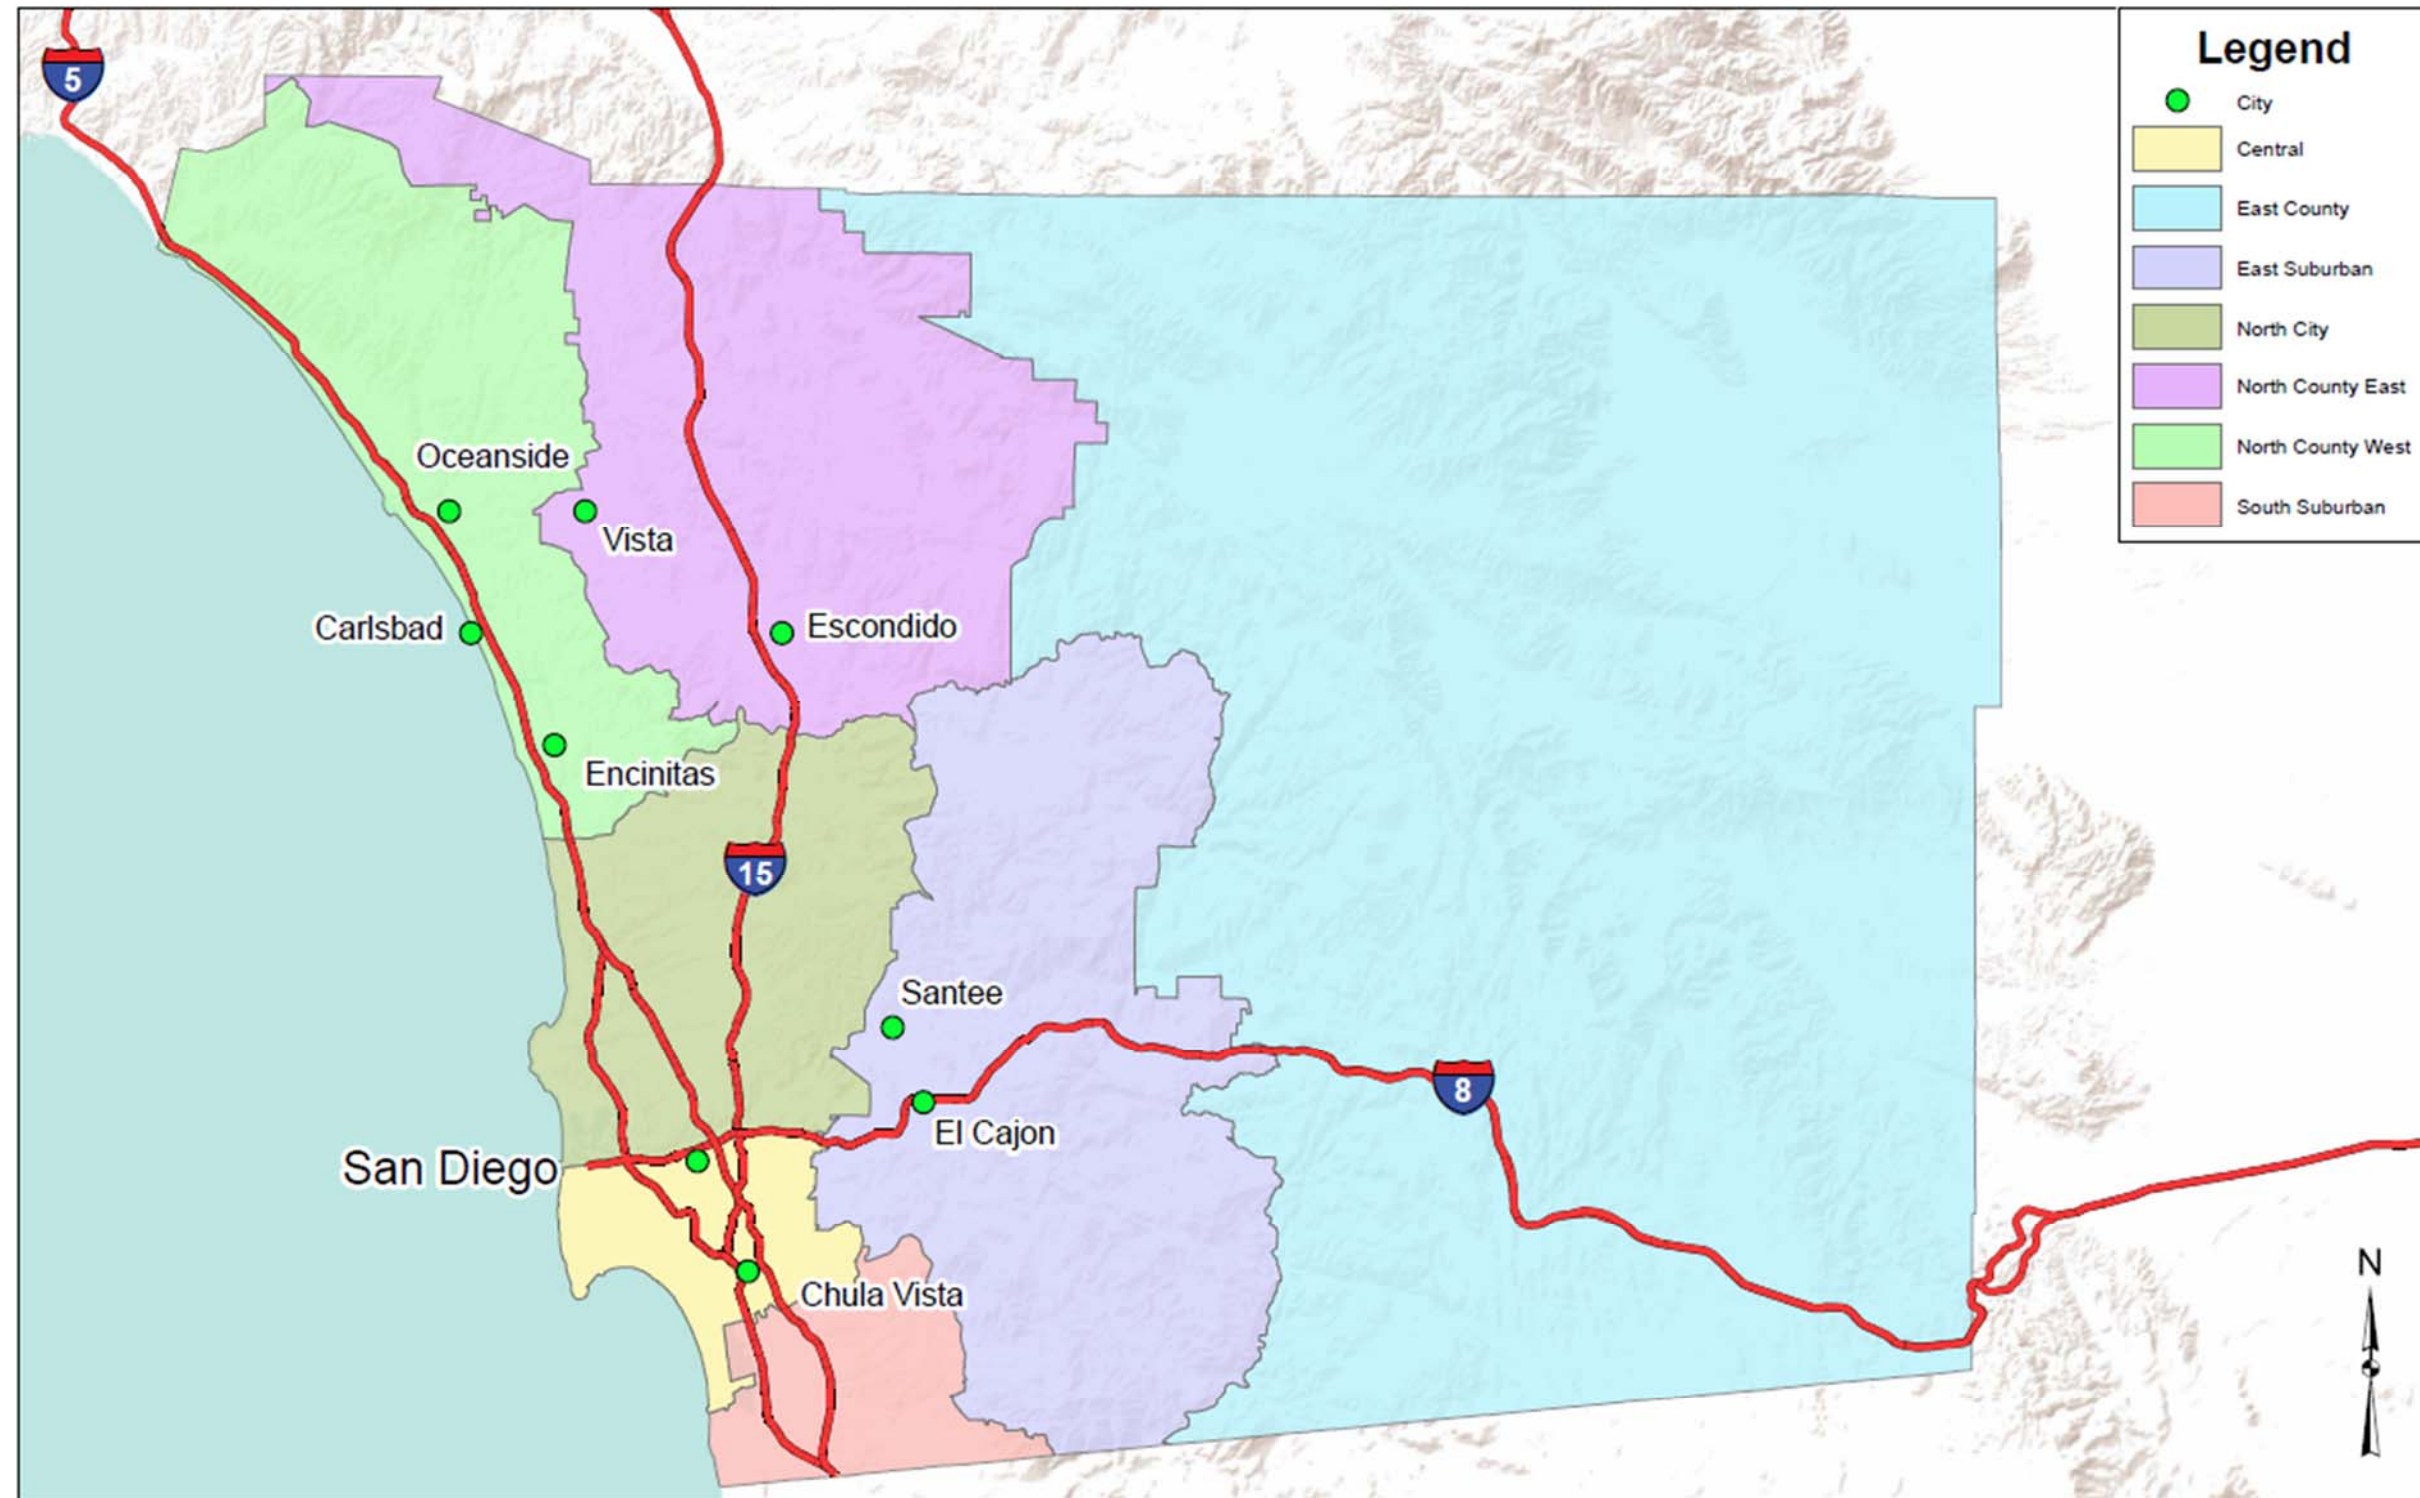 5
Legend
City
Central
East County
East Suburban
North City
North County East
North County West
South Suburban
Oceanside
Vista
Carlsbad
Escondido
Encinitas
15
Santee
8
El Cajon
San Diego
Chula Vista
N